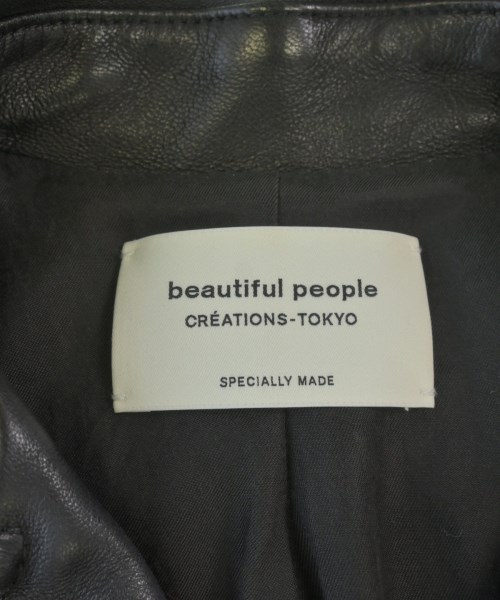 beautiful people
CRÉATIONS-TOKYO
SPECIALLY MADE